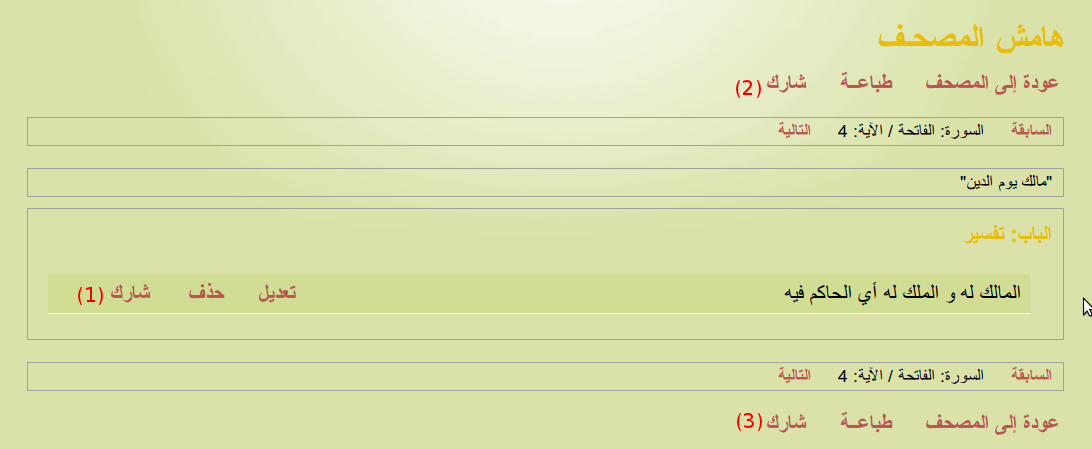 هامش المصحـف
عودة إلى المصحف طباعــة شارك (2)
السابقة السورة: الفاتحة / الآية: 4 التالية
"مالك يوم الدين"
الباب: تفسير
المالك له و الملك له أي الحاكم فيه تعديل حذف شارك (1)
السابقة السورة: الفاتحة / الآية: 4 التالية
عودة إلى المصحف طباعــة شارك (3)